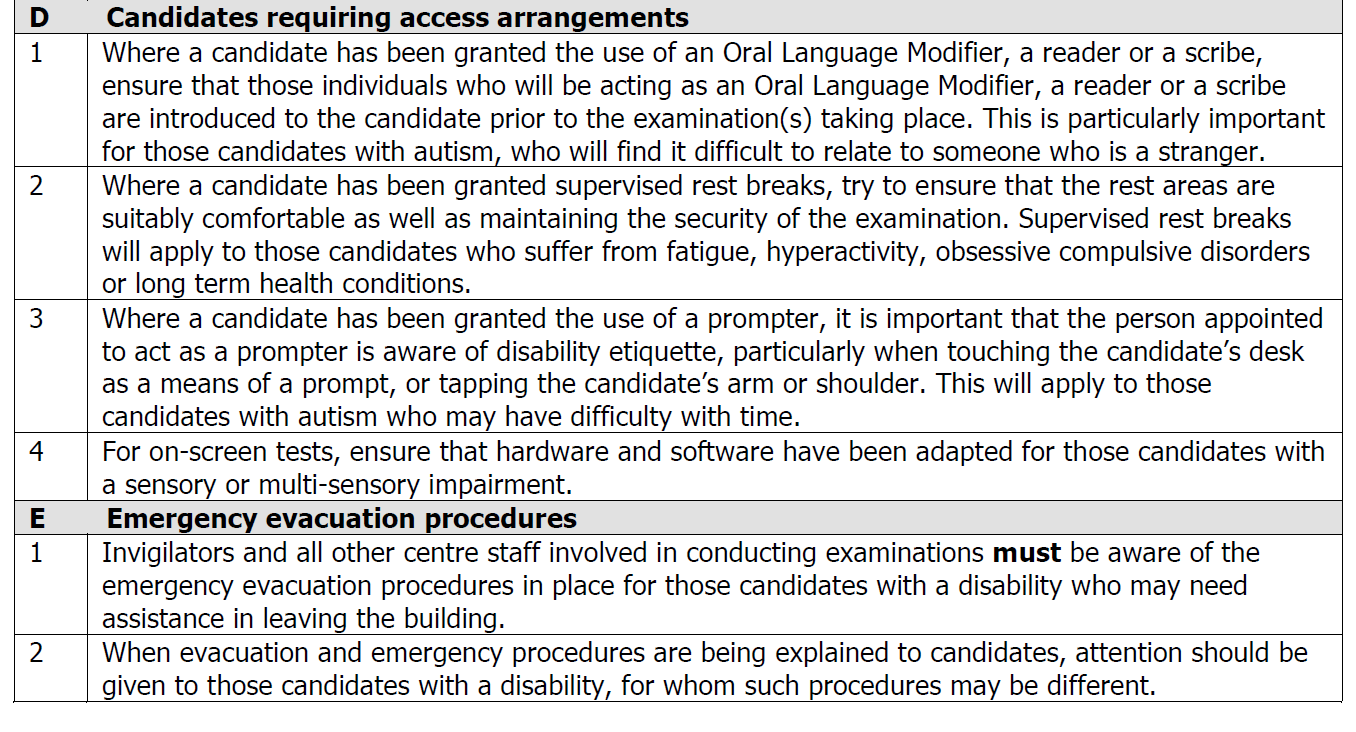 D Candidates requiring access arrangements
1 Where a candidate has been granted the use of an Oral Language Modifier, a reader or a scribe,
ensure that those individuals who will be acting as an Oral Language Modifier, a reader or a scribe
are introduced to the candidate prior to the examination(s) taking place. This is particularly important
for those candidates with autism, who will find it difficult to relate to someone who is a stranger.
2 Where a candidate has been granted supervised rest breaks, try to ensure that the rest areas are
suitably comfortable as well as maintaining the security of the examination. Supervised rest breaks
will apply to those candidates who suffer from fatigue, hyperactivity, obsessive compulsive disorders
or long term health conditions.
3 Where a candidate has been granted the use of a prompter, it is important that the person appointed
to act as a prompter is aware of disability etiquette, particularly when touching the candidate's desk
as a means of a prompt, or tapping the candidate's arm or shoulder. This will apply to those
candidates with autism who may have difficulty with time.
4 For on-screen tests, ensure that hardware and software have been adapted for those candidates with
a sensory or multi-sensory impairment.
E Emergency evacuation procedures
1 Invigilators and all other centre staff involved in conducting examinations must be aware of the
emergency evacuation procedures in place for those candidates with a disability who may need
assistance in leaving the building.
2 When evacuation and emergency procedures are being explained to candidates, attention should be
given to those candidates with a disability, for whom such procedures may be different.